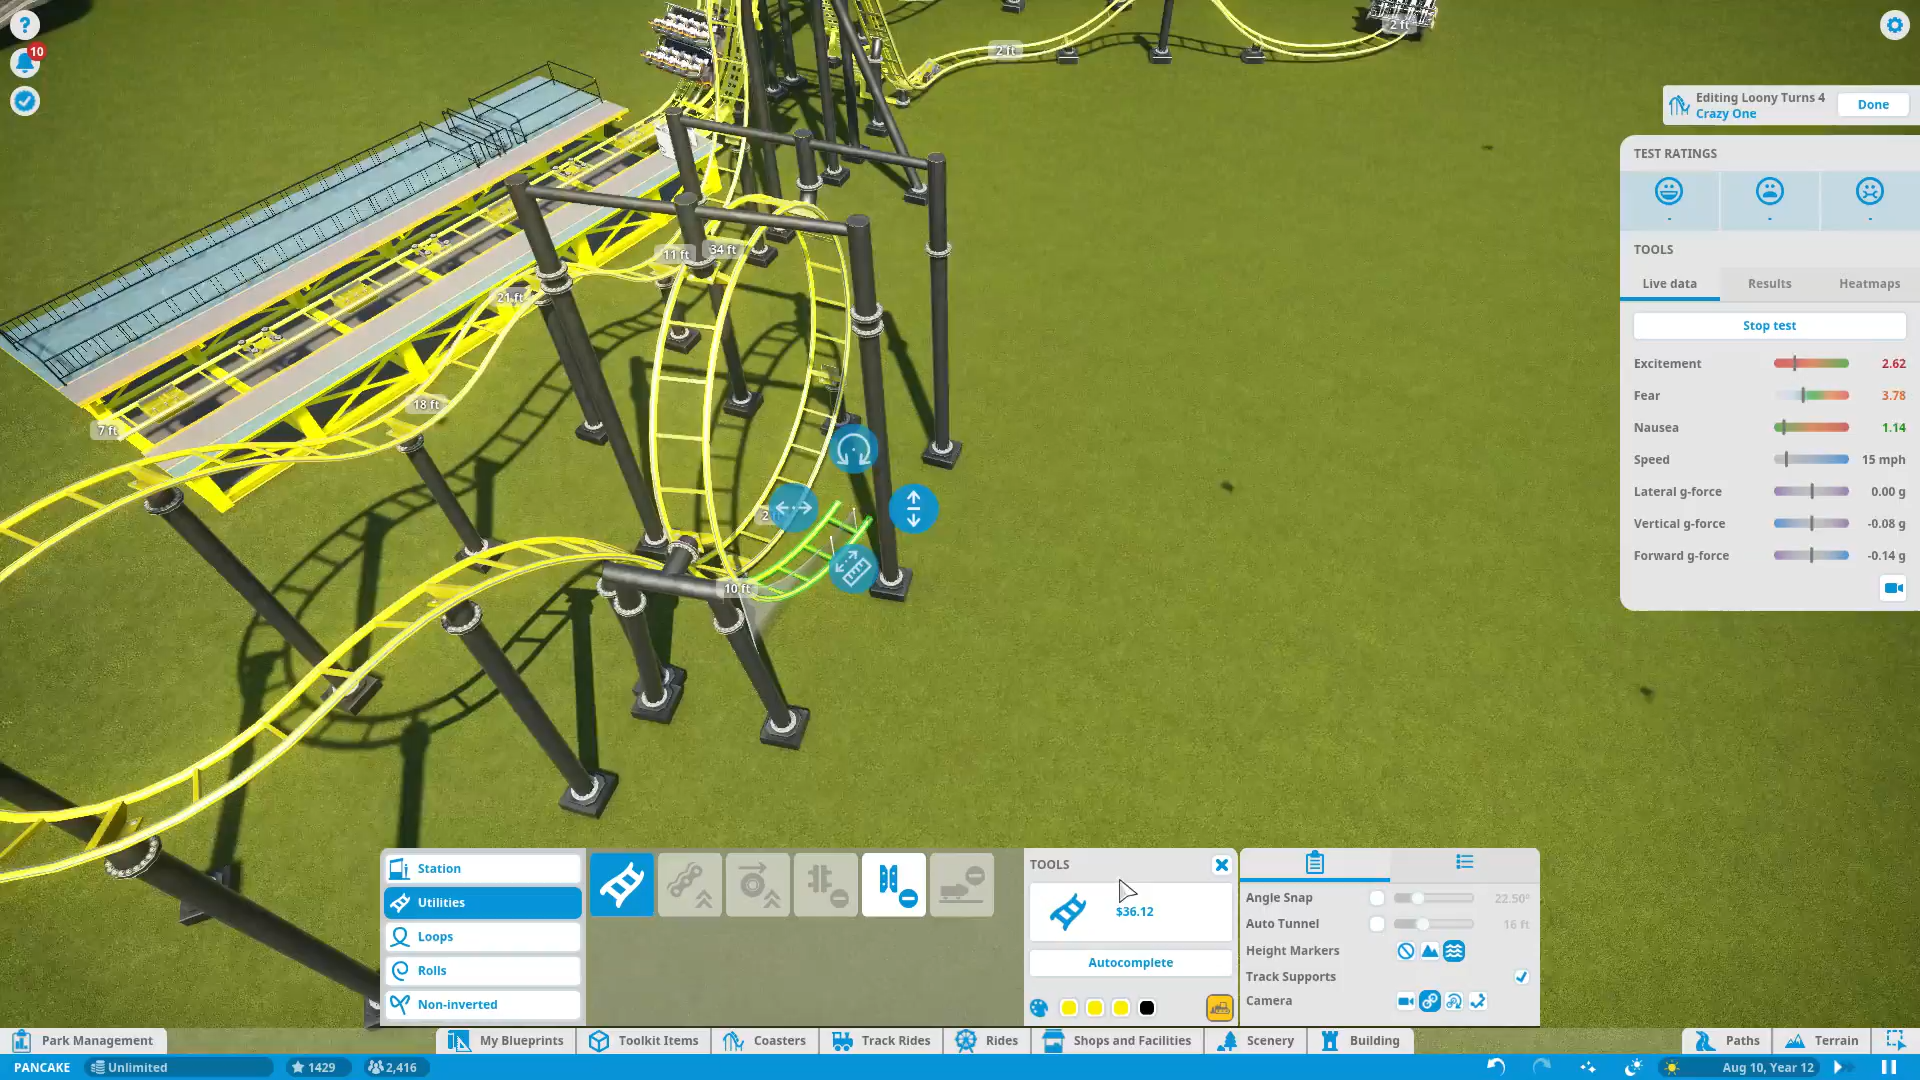 ?
10
2 ft
2 ft
Editing Loony Turns 4
Crazy One
Done
TEST RATINGS
- - -
TOOLS
Live data
Results
Heatmaps
Stop test
Excitement 2.62
Fear 3.78
Nausea 1.14
Speed 15 mph
Lateral g-force 0.00 g
Vertical g-force -0.08 g
Forward g-force -0.14 g
11 ft
34 ft
21 ft
18 ft
7 ft
10 ft
Station
Utilities
Loops
Rolls
Non-inverted
TOOLS
$36.12
Autocomplete
Angle Snap 22.50°
Auto Tunnel 16 ft
Height Markers
Track Supports
Camera
Park Management
My Blueprints
Toolkit Items
Coasters
Track Rides
Rides
Shops and Facilities
Scenery
Building
Paths
Terrain
PANCAKE
Unlimited
1429
2,416
Aug 10, Year 12